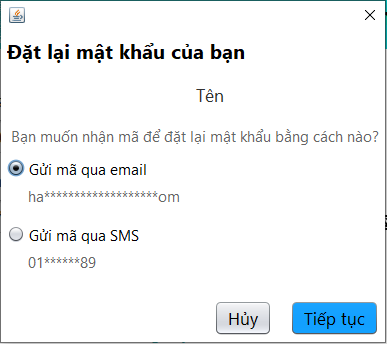 Đặt lại mật khẩu của bạn
Tên
Bạn muốn nhận mã để đặt lại mật khẩu bằng cách nào?
Gửi mã qua email
ha*******************om
Gửi mã qua SMS
01******89
Hủy
Tiếp tục